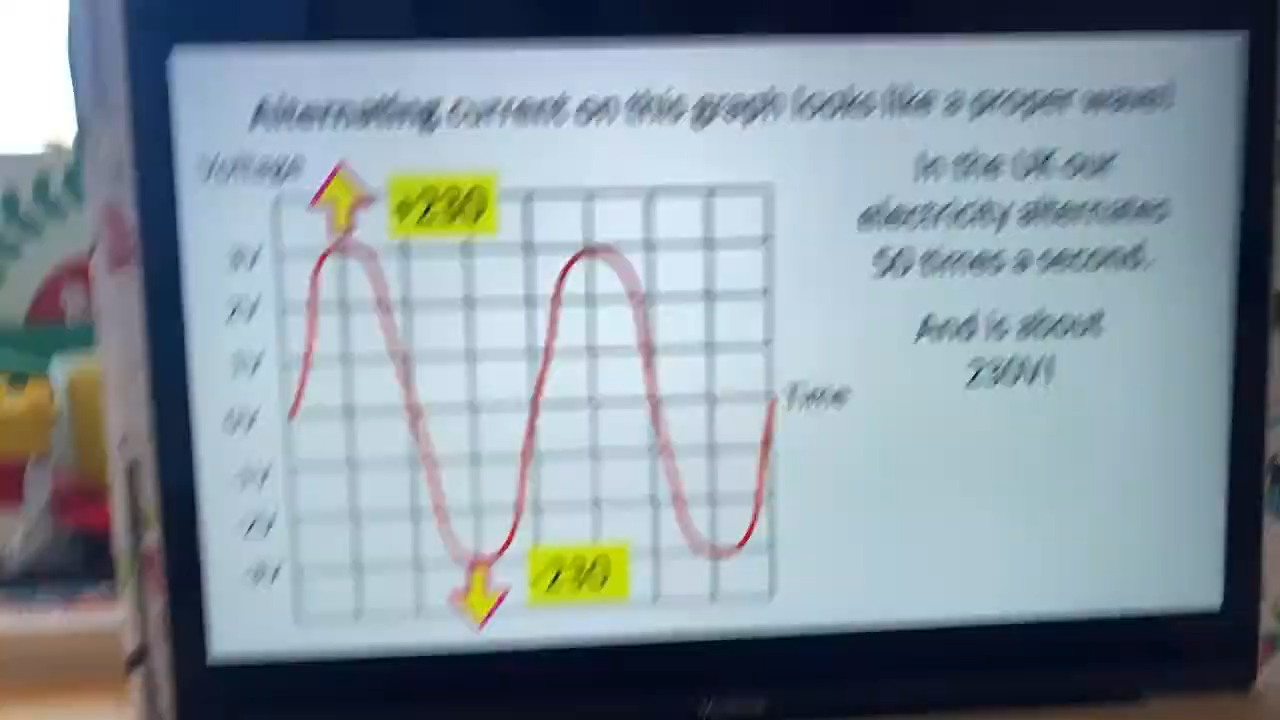 Alternating current on this graph looks like a proper wave!
Voltage
+230
In the UK our
electricity alternates
50 times a second.
And is about
230V!
Time
-230